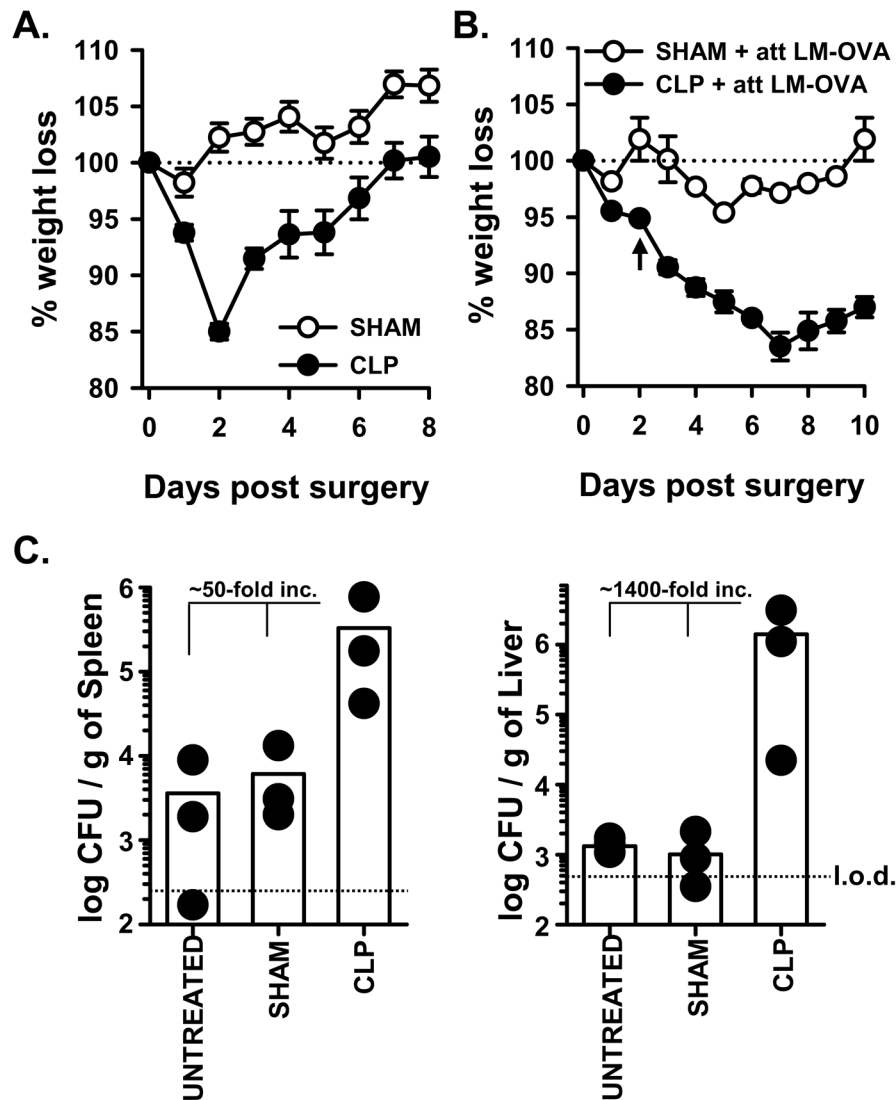 A.
110
105
100
95
90
85
80
% weight loss
SHAM
CLP
0 2 4 6 8
Days post surgery
B.
SHAM + att LM-OVA
CLP + att LM-OVA
110
105
100
95
90
85
80
% weight loss
0 2 4 6 8 10
Days post surgery
C.
log CFU / g of Spleen
6
5
4
3
2
~50-fold inc.
UNTREATED
SHAM
CLP
log CFU / g of Liver
6
5
4
3
2
~1400-fold inc.
l.o.d.
UNTREATED
SHAM
CLP